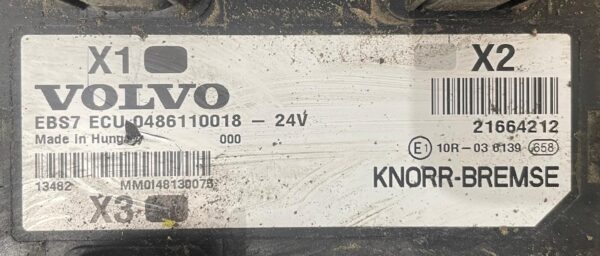 X1
X2
VOLVO
EBS7 ECU 0486110018 - 24V
Made In Hungary
000
21664212
E1 10R-03 6139 658
13462
MM0148130075
KNORR-BREMSE
X3